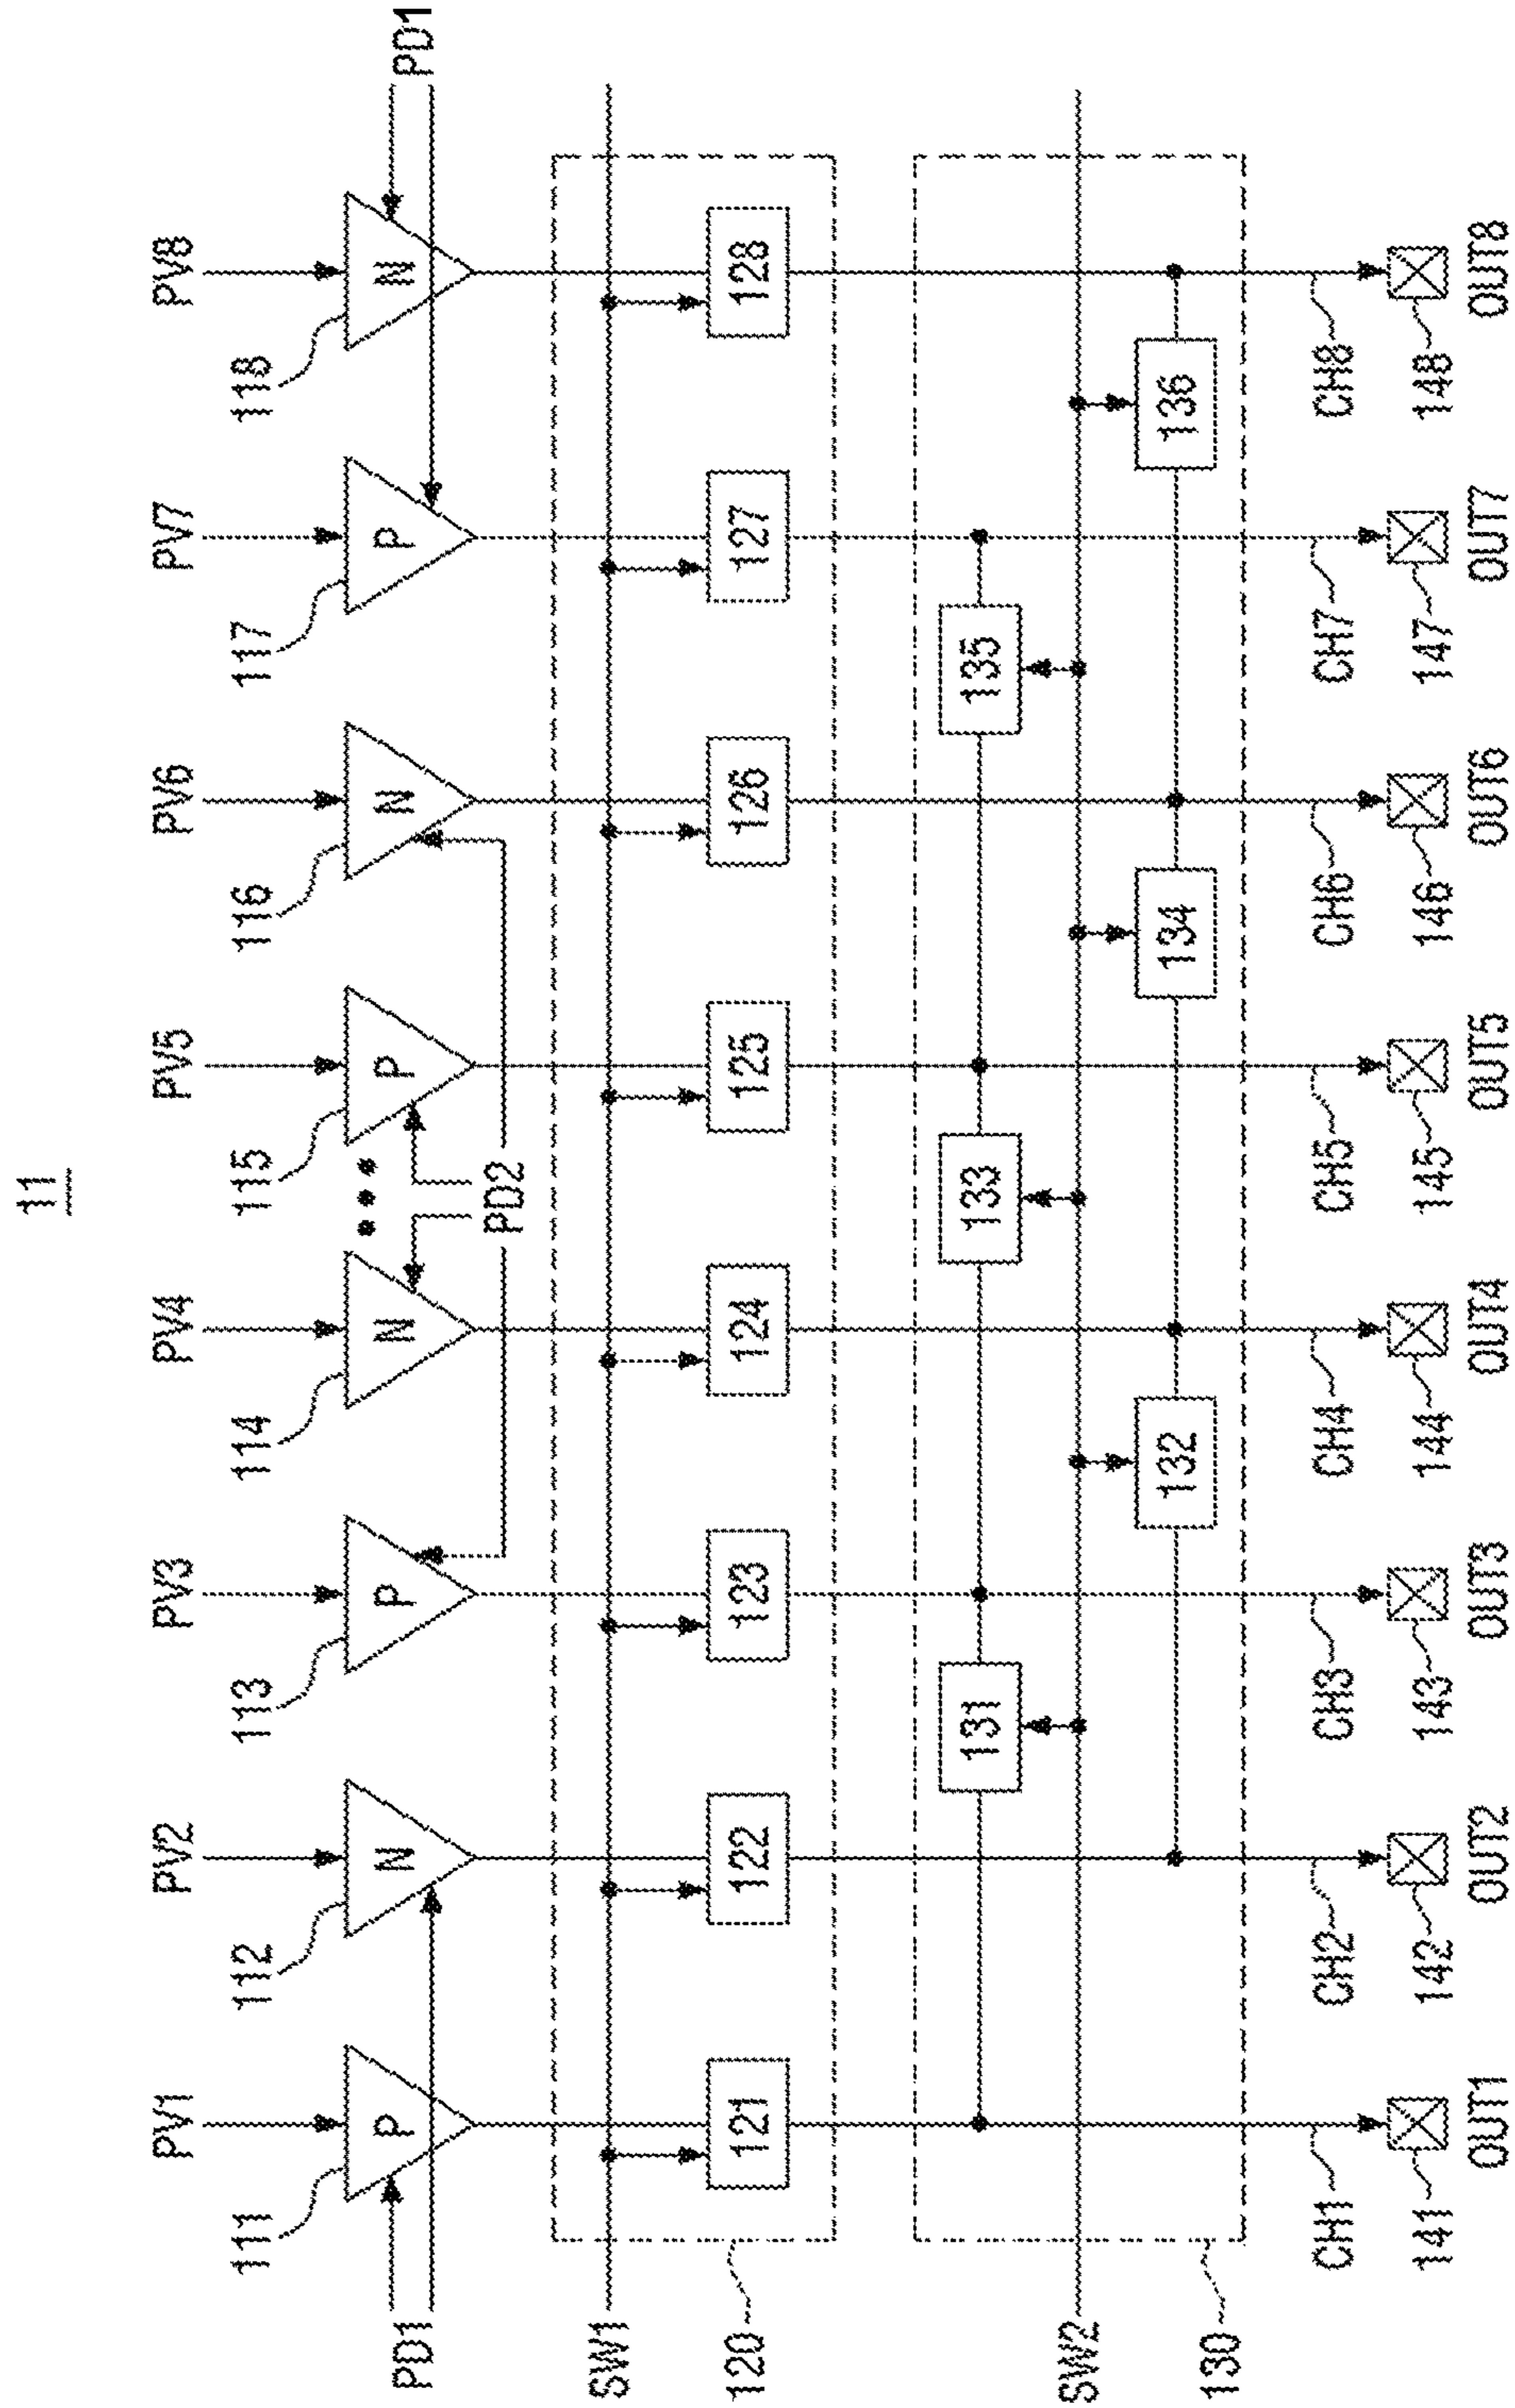 11
PV1 PV2 PV3 PV4 PV5 PV6 PV7 PV8
111 112 113 114 115 116 117 118
P N P N P N P N
PD1 PD2 PD1
SW1
121 122 123 124 125 126 127 128
120
131 133 135
SW2
132 134 136
130
CH1 CH2 CH3 CH4 CH5 CH6 CH7 CH8
141 142 143 144 145 146 147 148
OUT1 OUT2 OUT3 OUT4 OUT5 OUT6 OUT7 OUT8